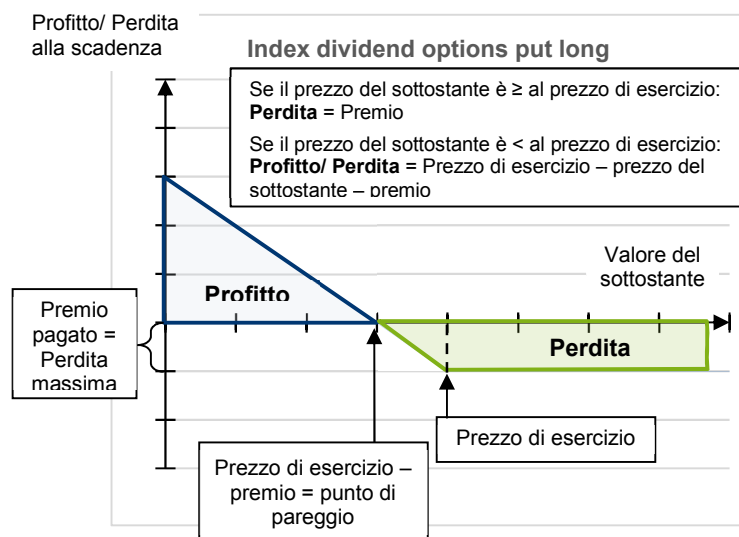 Profitto/ Perdita
alla scadenza
Index dividend options put long
Se il prezzo del sottostante è ≥ al prezzo di esercizio:
Perdita = Premio
Se il prezzo del sottostante è < al prezzo di esercizio:
Profitto/ Perdita = Prezzo di esercizio – prezzo del
sottostante – premio
Valore del
sottostante
Profitto
Premio
pagato =
Perdita
massima
Perdita
Prezzo di esercizio
Prezzo di esercizio –
premio = punto di
pareggio